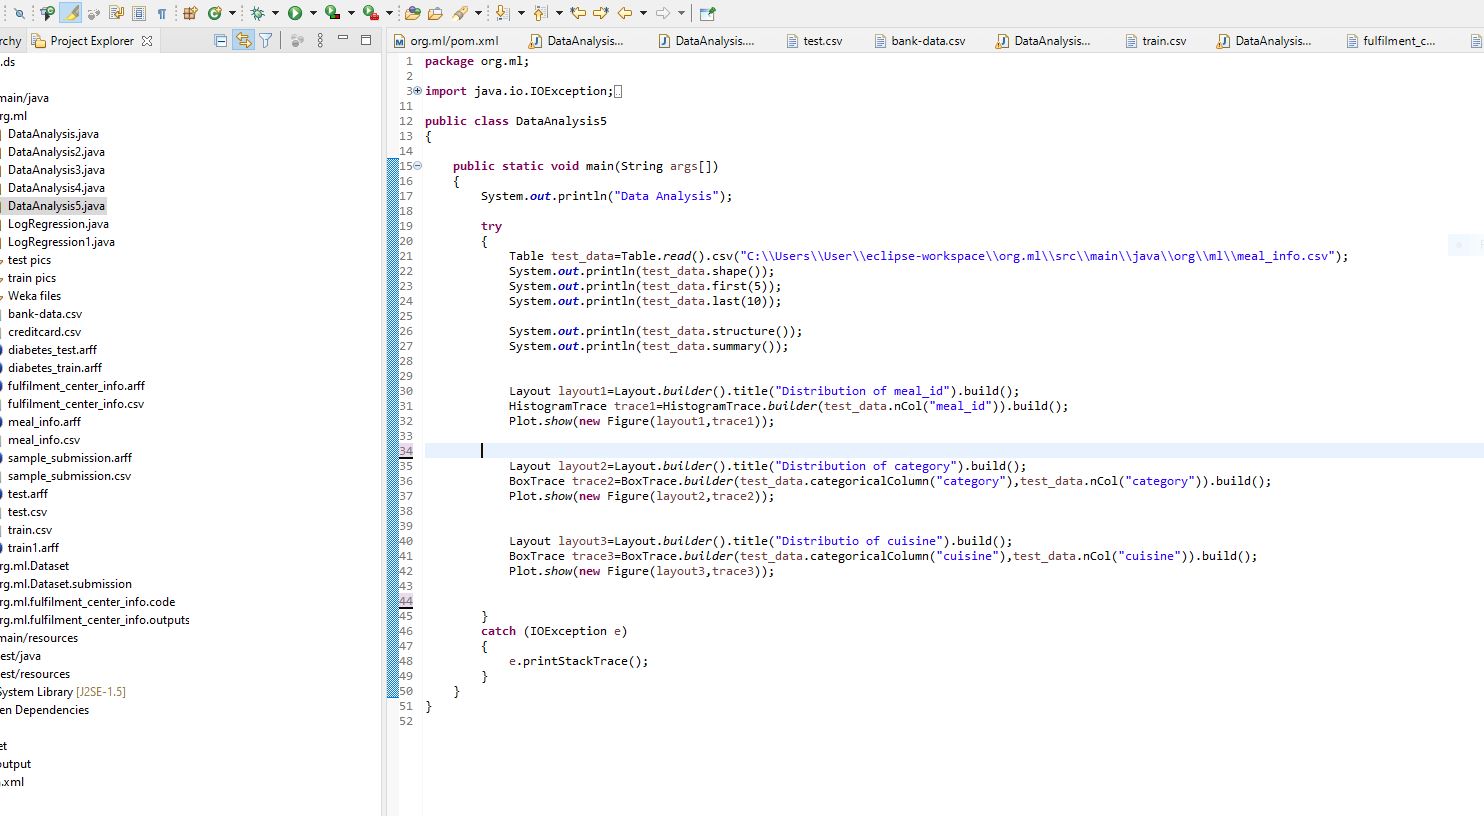 rchy Project Explorer
.ds
main/java
rg.ml
DataAnalysis.java
DataAnalysis2.java
DataAnalysis3.java
DataAnalysis4.java
DataAnalysis5.java
LogRegression.java
LogRegression1.java
test pics
train pics
Weka files
bank-data.csv
creditcard.csv
diabetes_test.arff
diabetes_train.arff
fulfilment_center_info.arff
fulfilment_center_info.csv
meal_info.arff
meal_info.csv
sample_submission.arff
sample_submission.csv
test.arff
test.csv
train.csv
train1.arff
rg.ml.Dataset
rg.ml.Dataset.submission
rg.ml.fulfilment_center_info.code
rg.ml.fulfilment_center_info.outputs
main/resources
est/java
est/resources
System Library [J2SE-1.5]
en Dependencies
et
output
.xml
org.ml/pom.xml DataAnalysis... DataAnalysis.... test.csv bank-data.csv DataAnalysis... train.csv DataAnalysis... fulfilment_c...
1 package org.ml;
2
3 import java.io.IOException;
11
12 public class DataAnalysis5
13 {
14
15 public static void main(String args[])
16 {
17 System.out.println("Data Analysis");
18
19 try
20 {
21 Table test_data=Table.read().csv("C:\\Users\\User\\eclipse-workspace\\org.ml\\src\\main\\java\\org\\ml\\meal_info.csv");
22 System.out.println(test_data.shape());
23 System.out.println(test_data.first(5));
24 System.out.println(test_data.last(10));
25
26 System.out.println(test_data.structure());
27 System.out.println(test_data.summary());
28
29
30 Layout layout1=Layout.builder().title("Distribution of meal_id").build();
31 HistogramTrace trace1=HistogramTrace.builder(test_data.nCol("meal_id")).build();
32 Plot.show(new Figure(layout1,trace1));
33
34
35 Layout layout2=Layout.builder().title("Distribution of category").build();
36 BoxTrace trace2=BoxTrace.builder(test_data.categoricalColumn("category"),test_data.nCol("category")).build();
37 Plot.show(new Figure(layout2,trace2));
38
39
40 Layout layout3=Layout.builder().title("Distributio of cuisine").build();
41 BoxTrace trace3=BoxTrace.builder(test_data.categoricalColumn("cuisine"),test_data.nCol("cuisine")).build();
42 Plot.show(new Figure(layout3,trace3));
43
44
45 }
46 catch (IOException e)
47 {
48 e.printStackTrace();
49 }
50 }
51 }
52